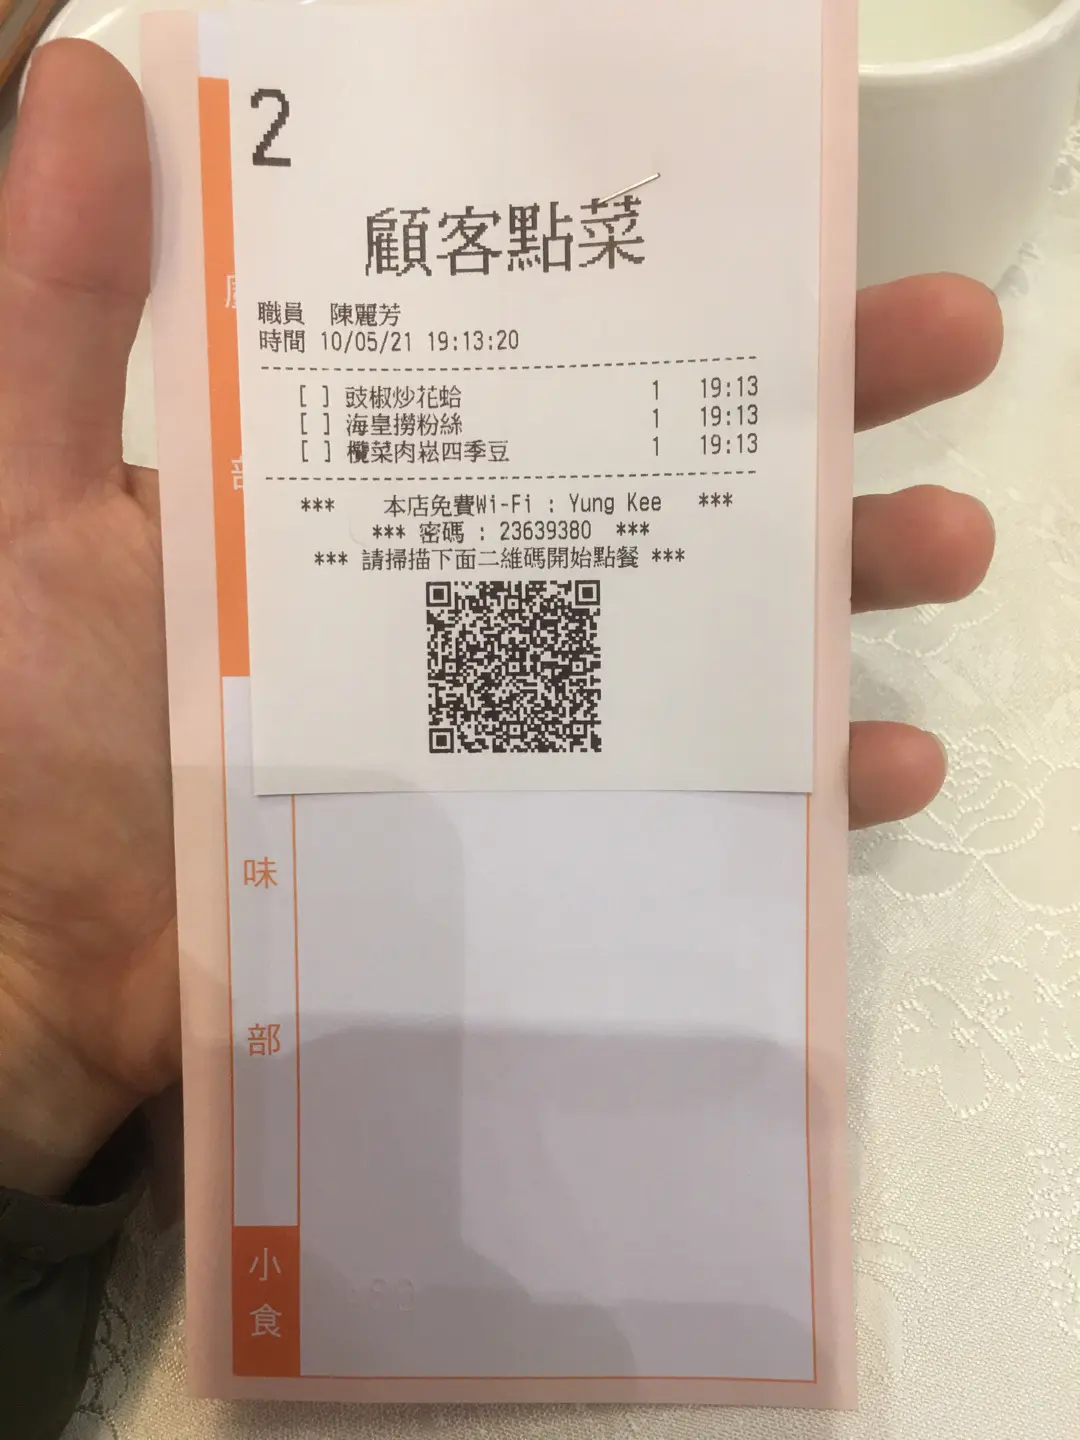 2
顧客點菜
職員 陳麗芳
時間 10/05/21 19:13:20
[ ] 豉椒炒花蛤 1 19:13
[ ] 海皇撈粉絲 1 19:13
[ ] 欖菜肉崧四季豆 1 19:13
*** 本店免費Wi-Fi : Yung Kee ***
*** 密碼 : 23639380 ***
*** 請掃描下面二維碼開始點餐 ***
部
味
部
小
食